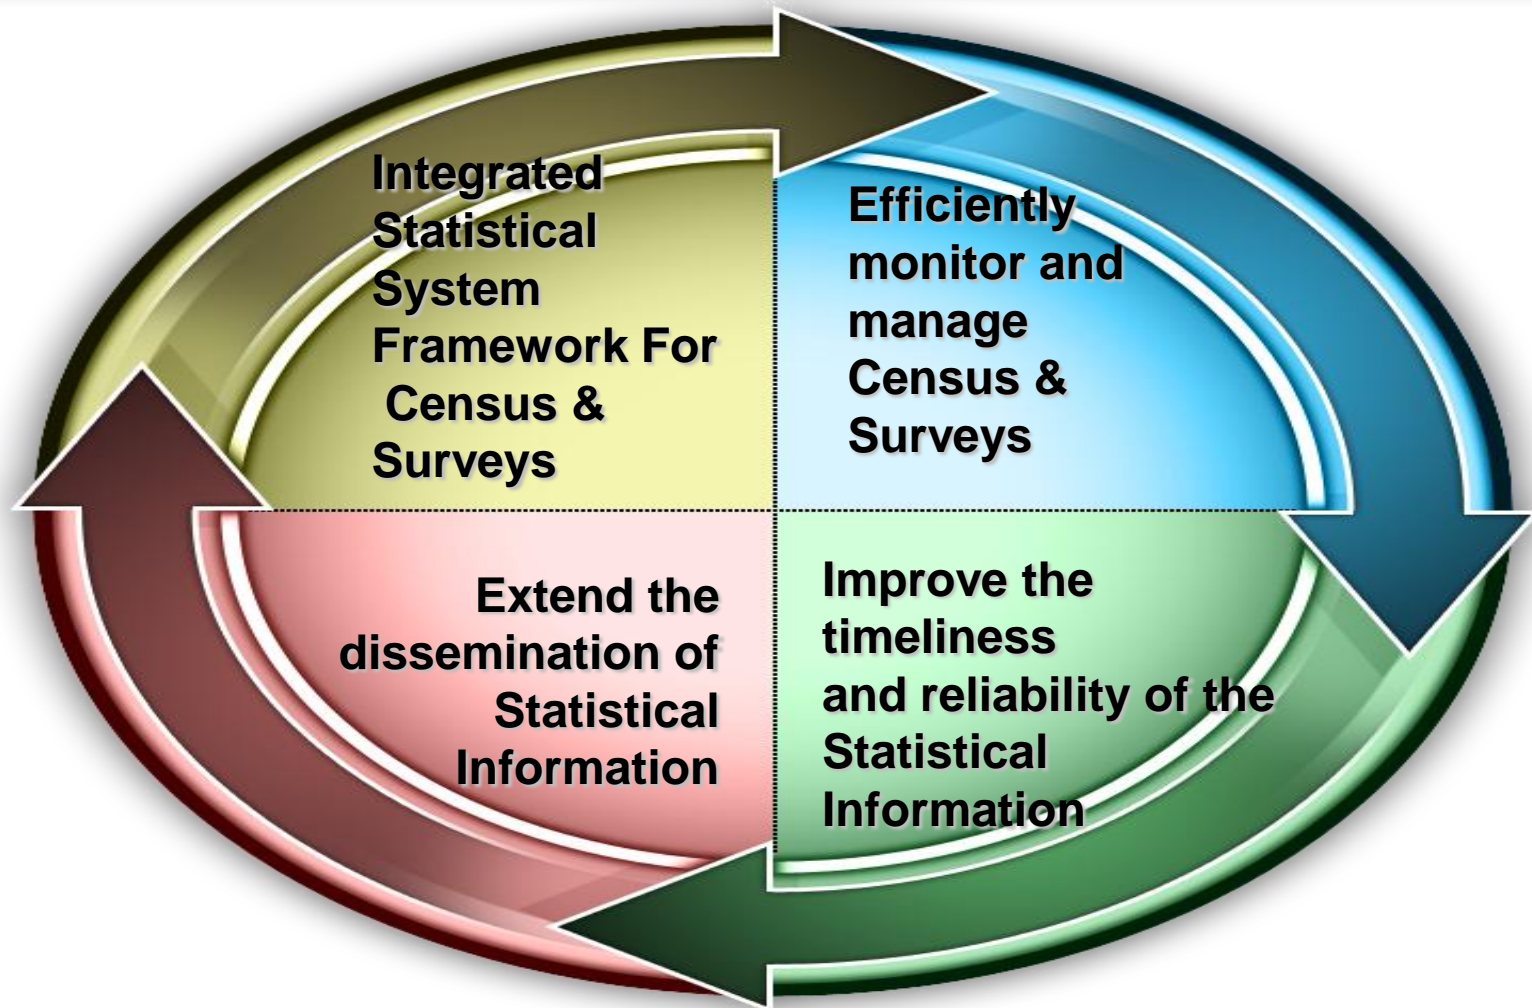 Integrated
Statistical
System
Framework For
Census &
Surveys
Efficiently
monitor and
manage
Census &
Surveys
Extend the
dissemination of
Statistical
Information
Improve the
timeliness
and reliability of the
Statistical
Information